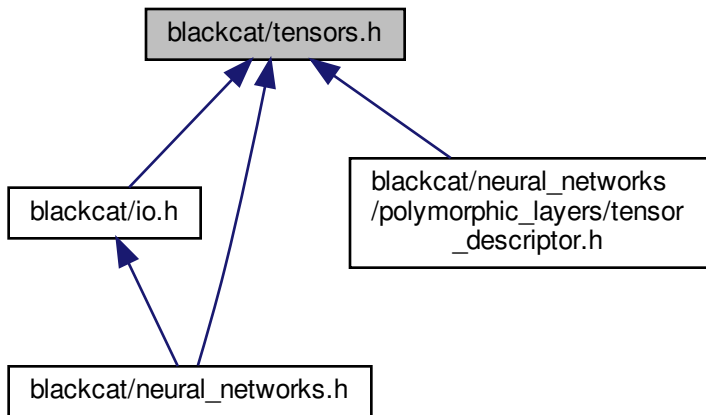 blackcat/tensors.h
blackcat/io.h
blackcat/neural_networks
/polymorphic_layers/tensor
_descriptor.h
blackcat/neural_networks.h